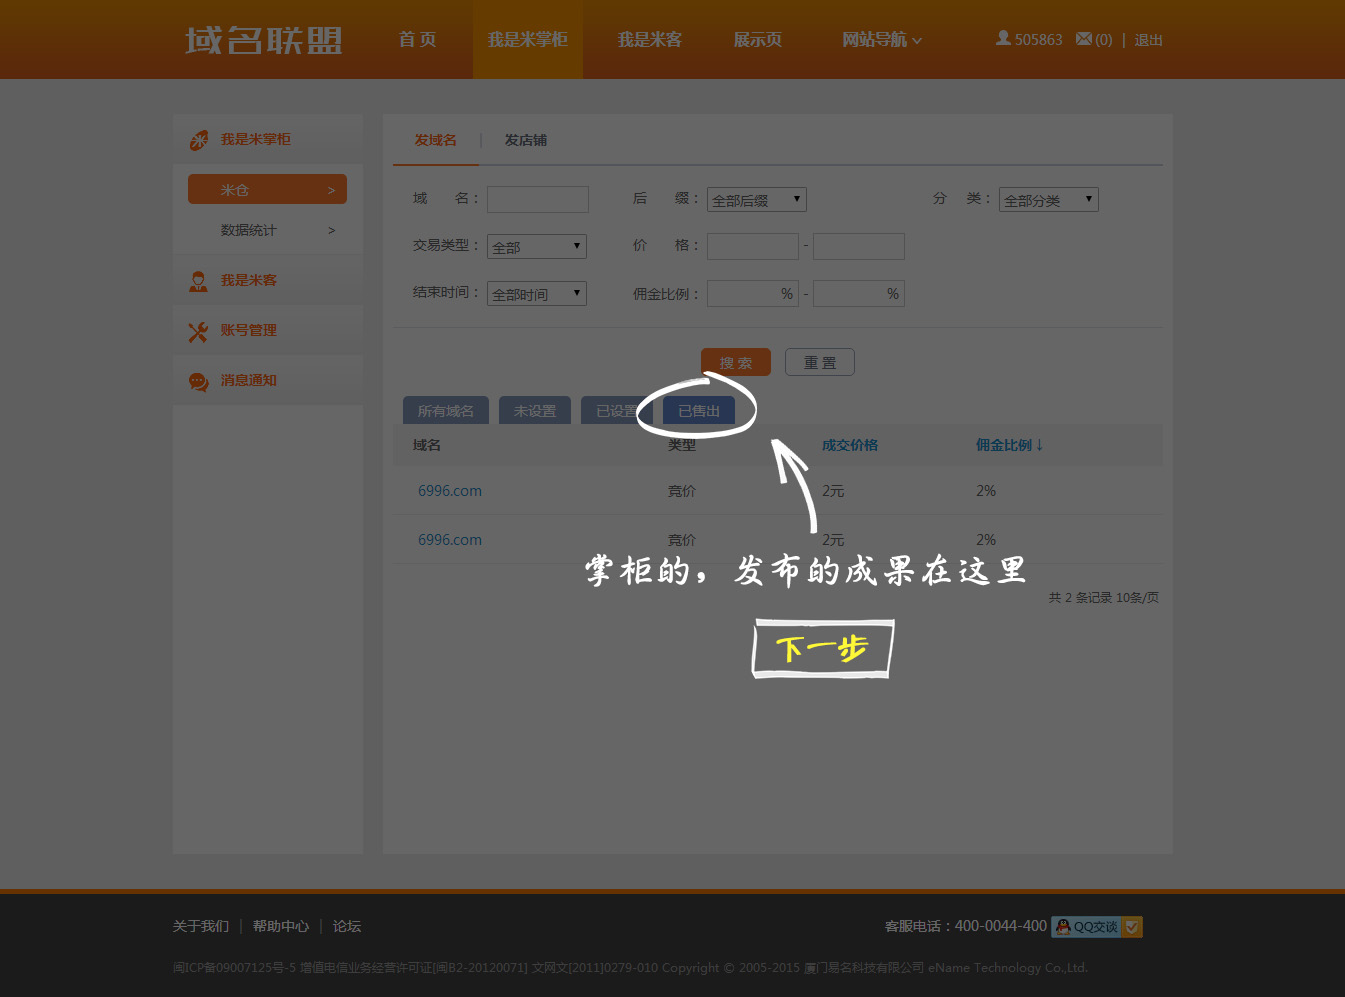 域名联盟 首 页 我是米掌柜 我是米客 展示页 网站导航 505863 (0) | 退出
我是米掌柜
米仓 >
数据统计 >
我是米客
账号管理
消息通知
发域名 | 发店铺
域 名： 后 缀： 全部后缀 分 类： 全部分类
交易类型： 全部 价 格： -
结束时间： 全部时间 佣金比例： % - %
搜 索 重 置
所有域名 未设置 已设置 已售出
域名 类型 成交价格 佣金比例↓
6996.com 竞价 2元 2%
6996.com 竞价 2元 2%
掌柜的，发布的成果在这里
共 2 条记录 10条/页
下一步
关于我们 | 帮助中心 | 论坛 客服电话：400-0044-400 QQ交谈
闽ICP备09007125号-5 增值电信业务经营许可证[闽B2-20120071] 文网文[2011]0279-010 Copyright © 2005-2015 厦门易名科技有限公司 eName Technology Co.,Ltd.